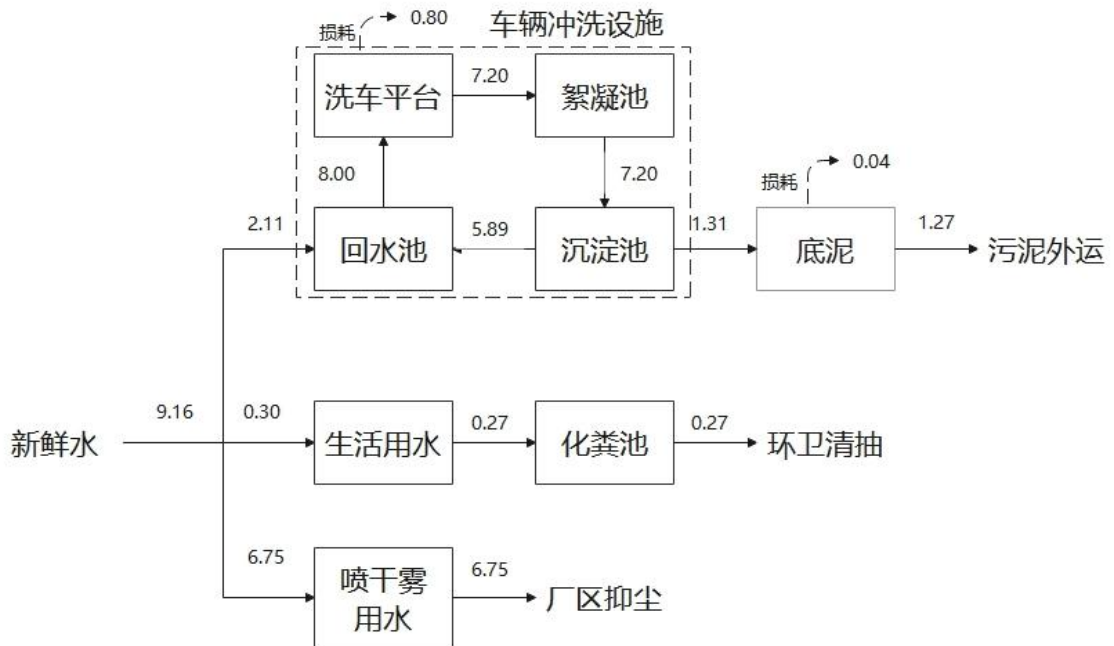 损耗 0.80
车辆冲洗设施
洗车平台
7.20
絮凝池
8.00
7.20
2.11
回水池
5.89
沉淀池
1.31
损耗 0.04
底泥
1.27
污泥外运
新鲜水
9.16
0.30
生活用水
0.27
化粪池
0.27
环卫清抽
6.75
喷干雾
用水
6.75
厂区抑尘